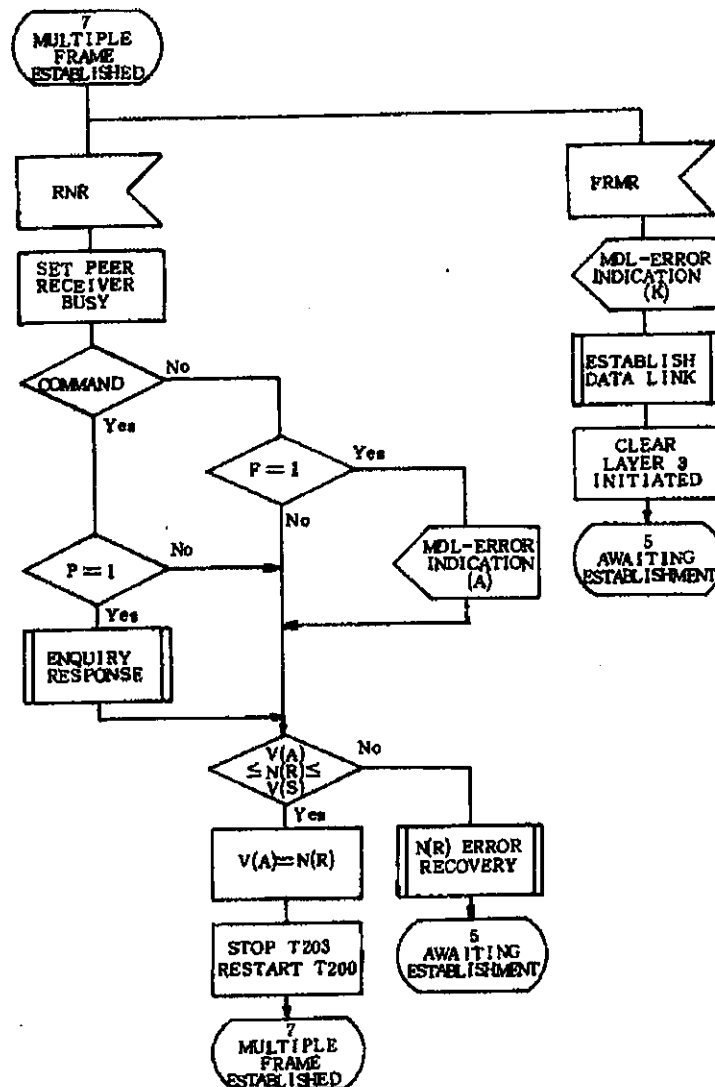 7
MULTIPLE
FRAME
ESTABLISHED
RNR
FRMR
SET PEER
RECEIVER
BUSY
MDL-ERROR
INDICATION
(K)
COMMAND
No
Yes
ESTABLISH
DATA LINK
F = 1
Yes
No
CLEAR
LAYER 3
INITIATED
P = 1
No
Yes
MDL-ERROR
INDICATION
(A)
5
AWAITING
ESTABLISHMENT
ENQUIRY
RESPONSE
V(A)
≤ N(R) ≤
V(S)
No
Yes
V(A)=N(R)
N(R) ERROR
RECOVERY
STOP T203
RESTART T200
5
AWAITING
ESTABLISHMENT
7
MULTIPLE
FRAME
ESTABLISHED